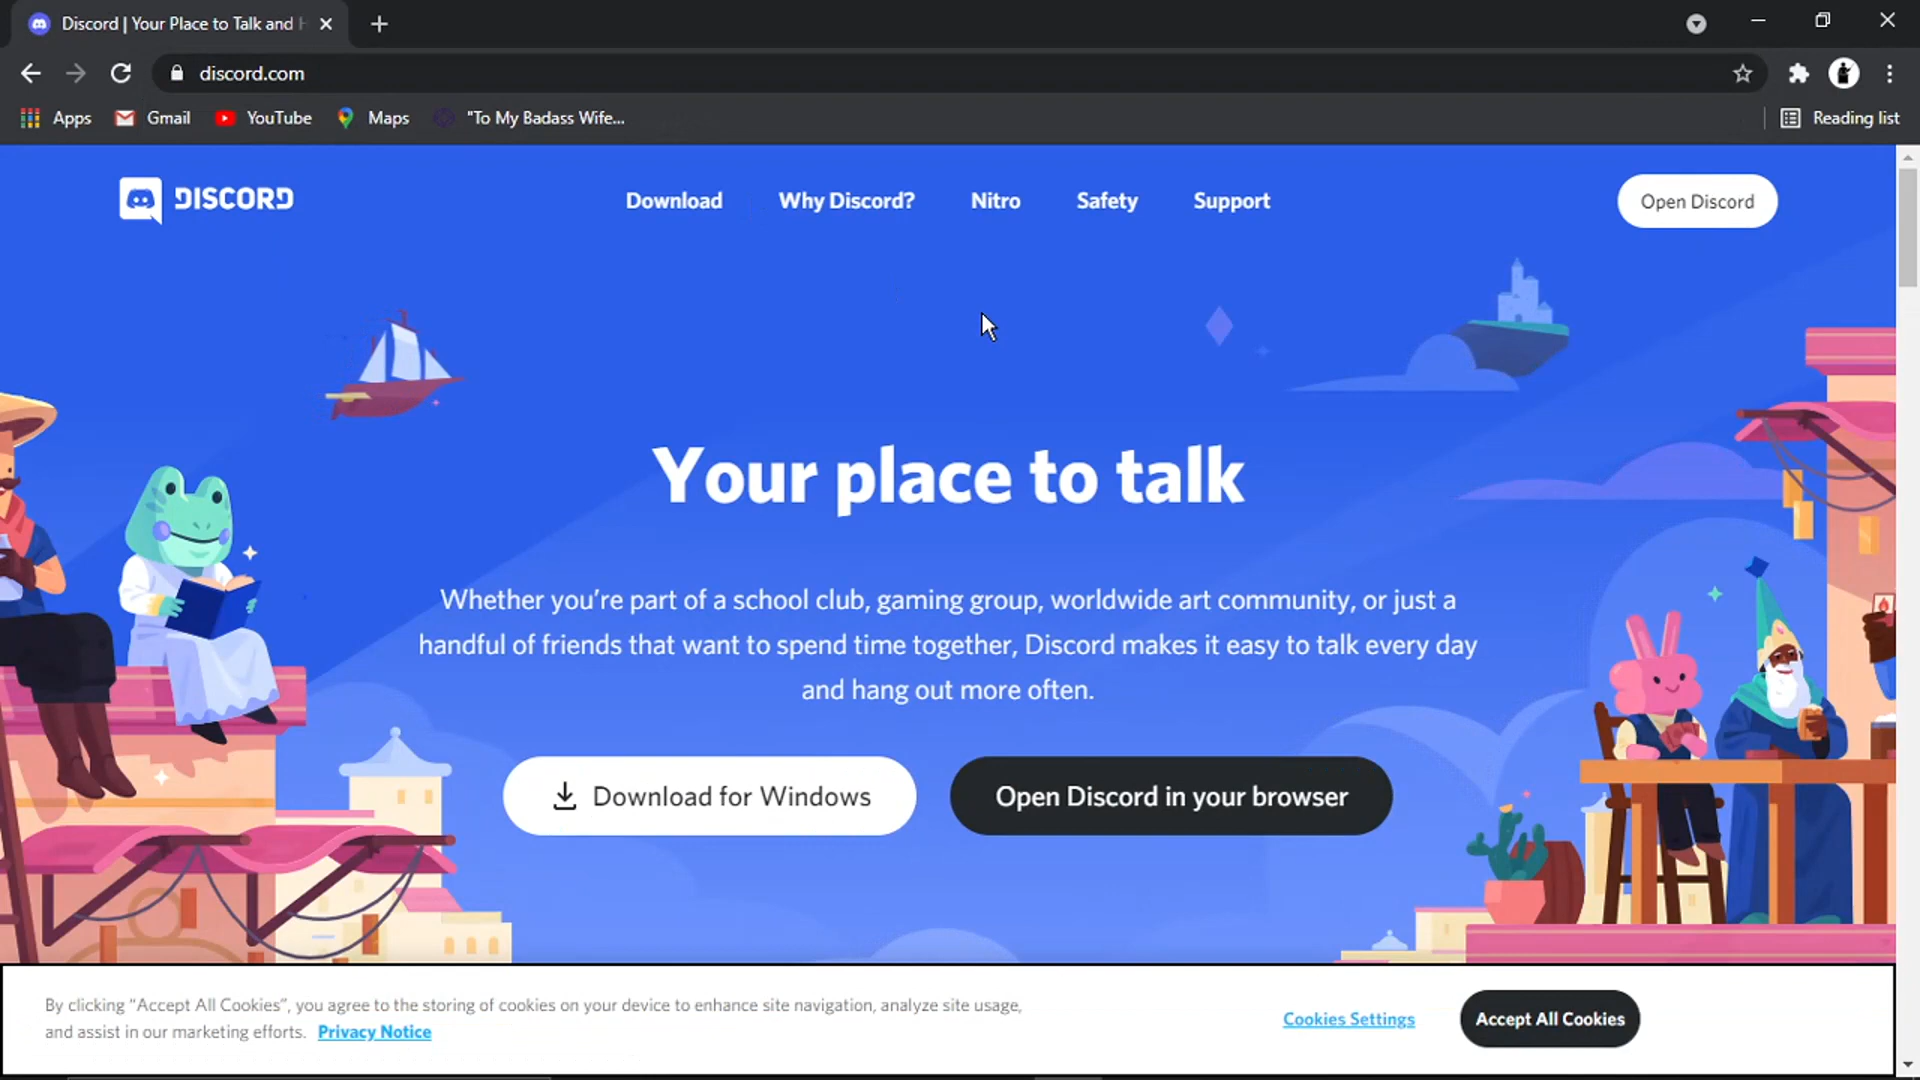 Discord | Your Place to Talk and H
discord.com
Apps
Gmail
YouTube
Maps
"To My Badass Wife...
Reading list
DISCORD
Download
Why Discord?
Nitro
Safety
Support
Open Discord
Your place to talk
Whether you're part of a school club, gaming group, worldwide art community, or just a
handful of friends that want to spend time together, Discord makes it easy to talk every day
and hang out more often.
Download for Windows
Open Discord in your browser
By clicking “Accept All Cookies”, you agree to the storing of cookies on your device to enhance site navigation, analyze site usage,
and assist in our marketing efforts. Privacy Notice
Cookies Settings
Accept All Cookies